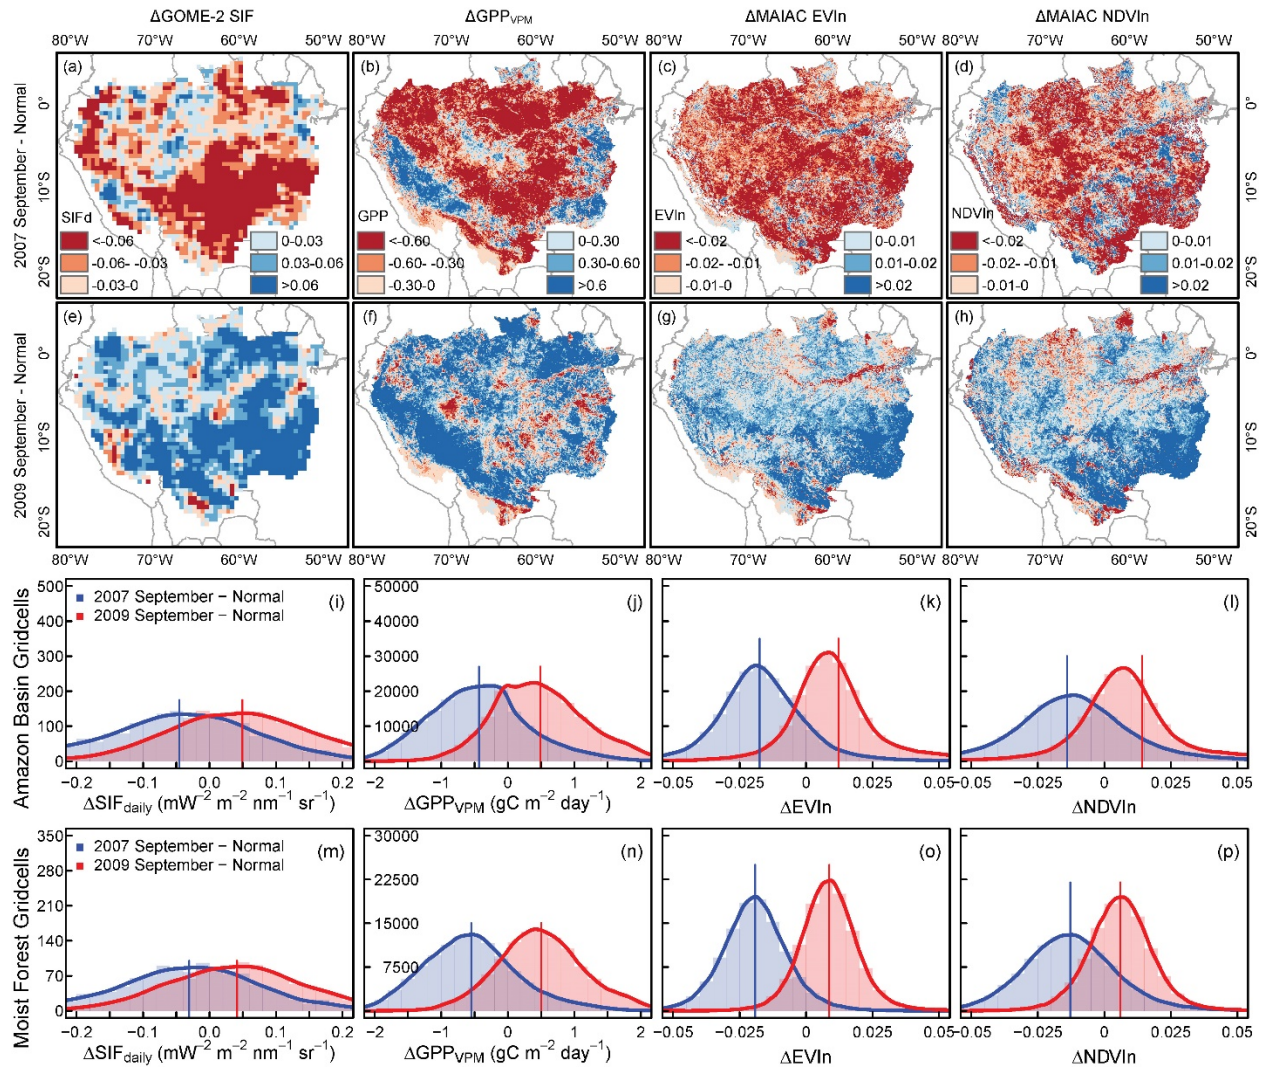 ΔGOME-2 SIF ΔGPPVPM ΔMAIAC EVIn ΔMAIAC NDVIn
80°W 70°W 60°W 50°W 80°W 70°W 60°W 50°W 80°W 70°W 60°W 50°W 80°W 70°W 60°W 50°W
2007 September - Normal
(a) (b) (c) (d)
0°
10°S
20°S
SIFd
<-0.06 0-0.03
-0.06- -0.03 0.03-0.06
-0.03-0 >0.06
GPP
<-0.60 0-0.30
-0.60- -0.30 0.30-0.60
-0.30-0 >0.6
EVIn
<-0.02 0-0.01
-0.02- -0.01 0.01-0.02
-0.01-0 >0.02
NDVIn
<-0.02 0-0.01
-0.02- -0.01 0.01-0.02
-0.01-0 >0.02
0°
10°S
20°S
2009 September - Normal
(e) (f) (g) (h)
0°
10°S
20°S
0°
10°S
20°S
80°W 70°W 60°W 50°W 80°W 70°W 60°W 50°W 80°W 70°W 60°W 50°W 80°W 70°W 60°W 50°W
Amazon Basin Gridcells
500
400
300
200
100
0
2007 September − Normal (i)
2009 September − Normal
−0.2 −0.1 0.0 0.1 0.2
ΔSIFdaily (mW⁻² m⁻² nm⁻¹ sr⁻¹)
50000 (j)
40000
30000
20000
10000
0
−2 −1 0 1 2
ΔGPPVPM (gC m⁻² day⁻¹)
(k)
−0.05 −0.025 0 0.025 0.05
ΔEVIn
(l)
−0.05 −0.025 0 0.025 0.05
ΔNDVIn
Moist Forest Gridcells
350
280
210
140
70
0
2007 September − Normal (m)
2009 September − Normal
−0.2 −0.1 0.0 0.1 0.2
ΔSIFdaily (mW⁻² m⁻² nm⁻¹ sr⁻¹)
30000 (n)
22500
15000
7500
0
−2 −1 0 1 2
ΔGPPVPM (gC m⁻² day⁻¹)
(o)
−0.05 −0.025 0 0.025 0.05
ΔEVIn
(p)
−0.05 −0.025 0 0.025 0.05
ΔNDVIn